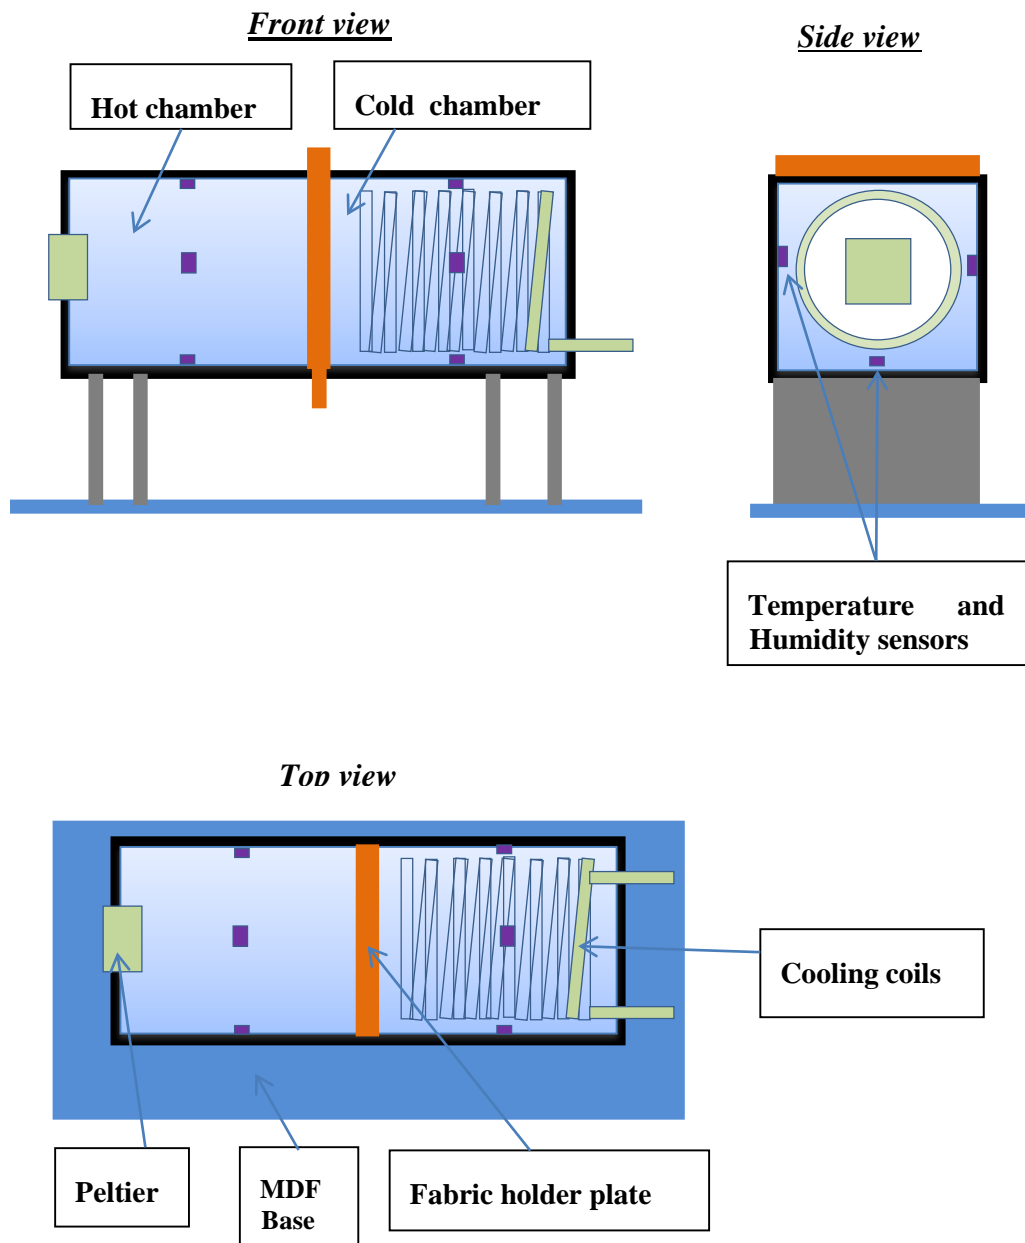 Front view
Side view
Hot chamber
Cold chamber
Temperature and
Humidity sensors
Top view
Cooling coils
Peltier
MDF
Base
Fabric holder plate